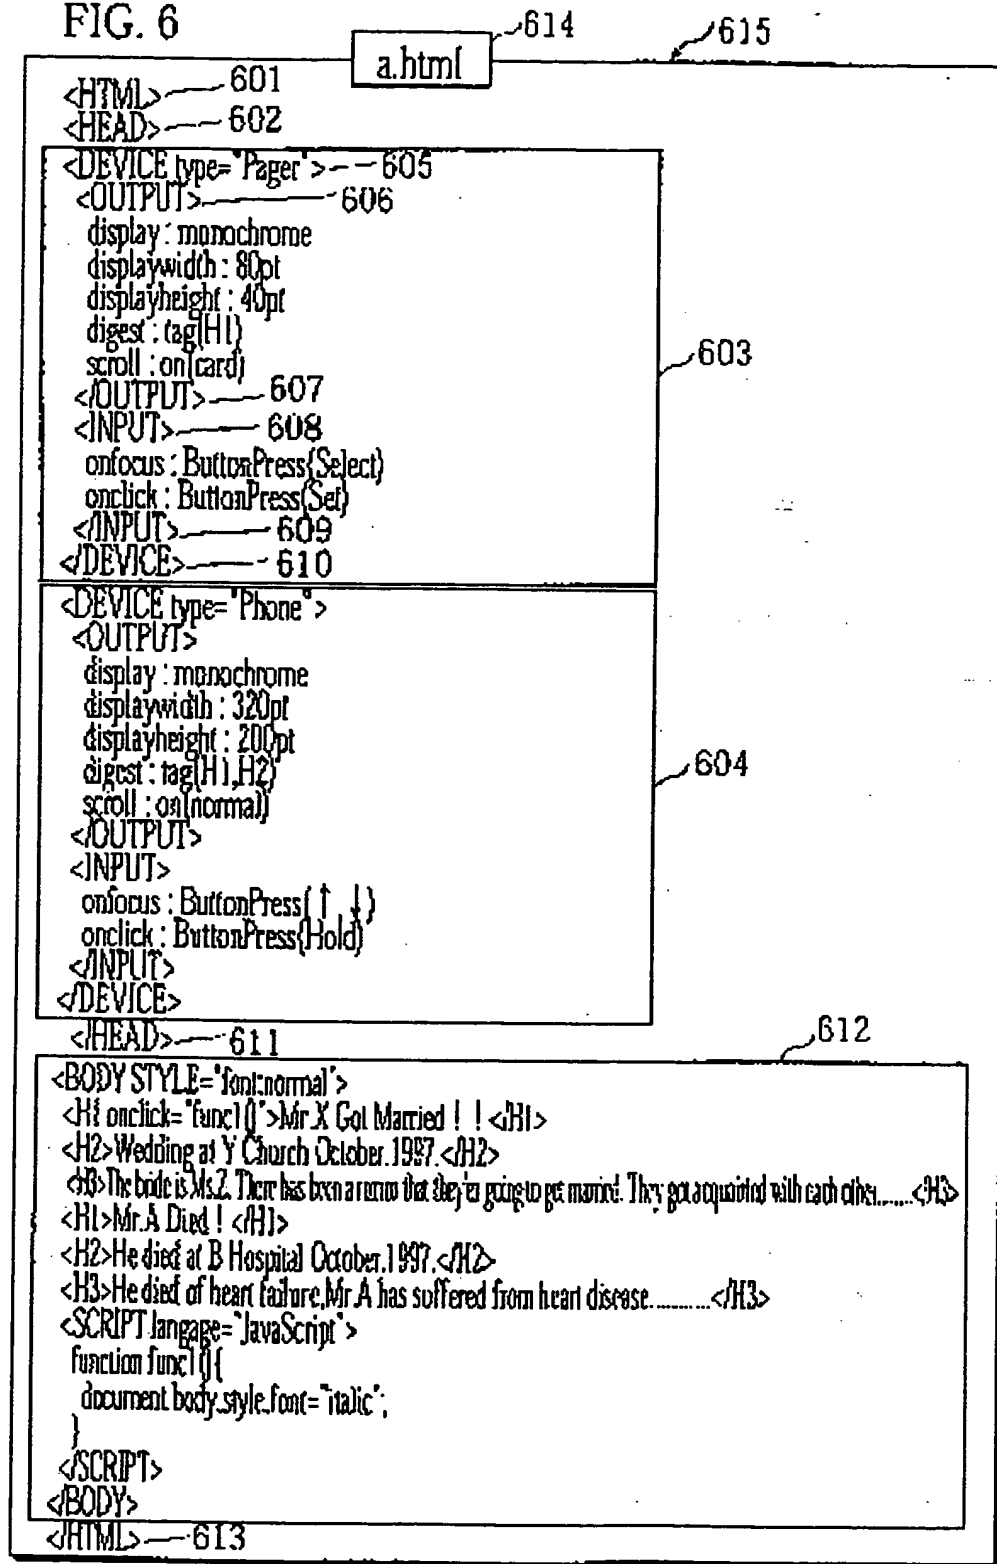 FIG. 6
614
615
a.html
<HTML> 601
<HEAD> 602
<DEVICE type="Pager"> 605
<OUTPUT> 606
display : monochrome
displaywidth : 80pt
displayheight : 40pt
digest : tag(H1)
scroll : on(card)
603
</OUTPUT> 607
<INPUT> 608
onfocus : ButtonPress(Select)
onclick : ButtonPress(Set)
</INPUT> 609
</DEVICE> 610
<DEVICE type="Phone">
<OUTPUT>
display : monochrome
displaywidth : 320pt
displayheight : 200pt
digest : tag(H1,H2)
604
scroll : on(normal)
</OUTPUT>
<INPUT>
onfocus : ButtonPress( ↑ ↓ )
onclick : ButtonPress(Hold)
</INPUT>
</DEVICE>
</HEAD> 611
612
<BODY STYLE="font:normal">
<H1 onclick="func1()">Mr.X Got Married ! ! </H1>
<H2>Wedding at Y Church October.1997.</H2>
<H3>The bride is Ms.Z. There has been a rumor that they're going to get married. They got acquainted with each other.......</H3>
<H1>Mr.A Died ! </H1>
<H2>He died at B Hospital October.1997.</H2>
<H3>He died of heart failure,Mr.A has suffered from heart disease...........</H3>
<SCRIPT langage="JavaScript">
function func1(){
document.body.style.font="italic";
}
</SCRIPT>
</BODY>
</HTML> 613